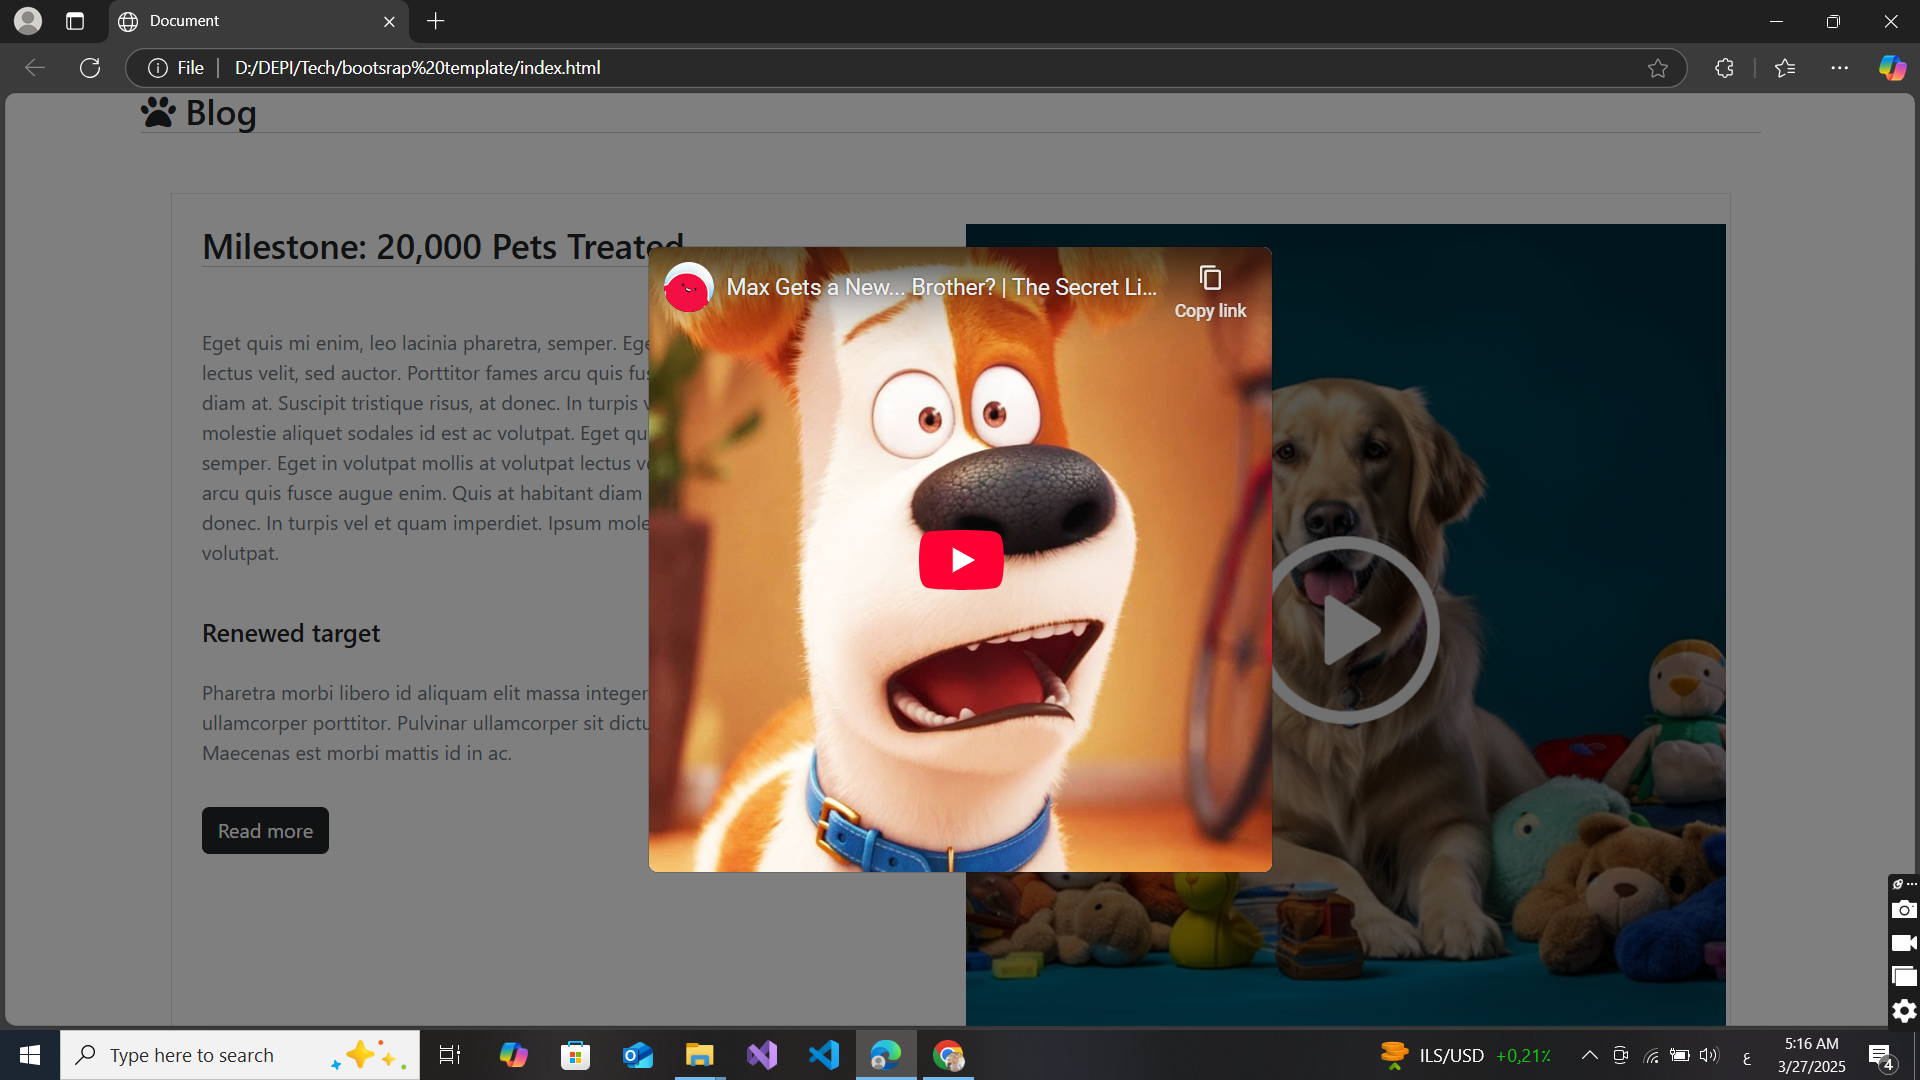 Document
File
D:/DEPI/Tech/bootsrap%20template/index.html
Blog
Milestone: 20,000 Pets Treated
Max Gets a New... Brother? | The Secret Li...
Copy link
Eget quis mi enim, leo lacinia pharetra, semper. Ege
lectus velit, sed auctor. Porttitor fames arcu quis fus
diam at. Suscipit tristique risus, at donec. In turpis v
molestie aliquet sodales id est ac volutpat. Eget qu
semper. Eget in volutpat mollis at volutpat lectus ve
arcu quis fusce augue enim. Quis at habitant diam
donec. In turpis vel et quam imperdiet. Ipsum mole
volutpat.
Renewed target
Pharetra morbi libero id aliquam elit massa integer
ullamcorper porttitor. Pulvinar ullamcorper sit dictu
Maecenas est morbi mattis id in ac.
Read more
Type here to search
ILS/USD +0,21%
ع
5:16 AM
3/27/2025
4